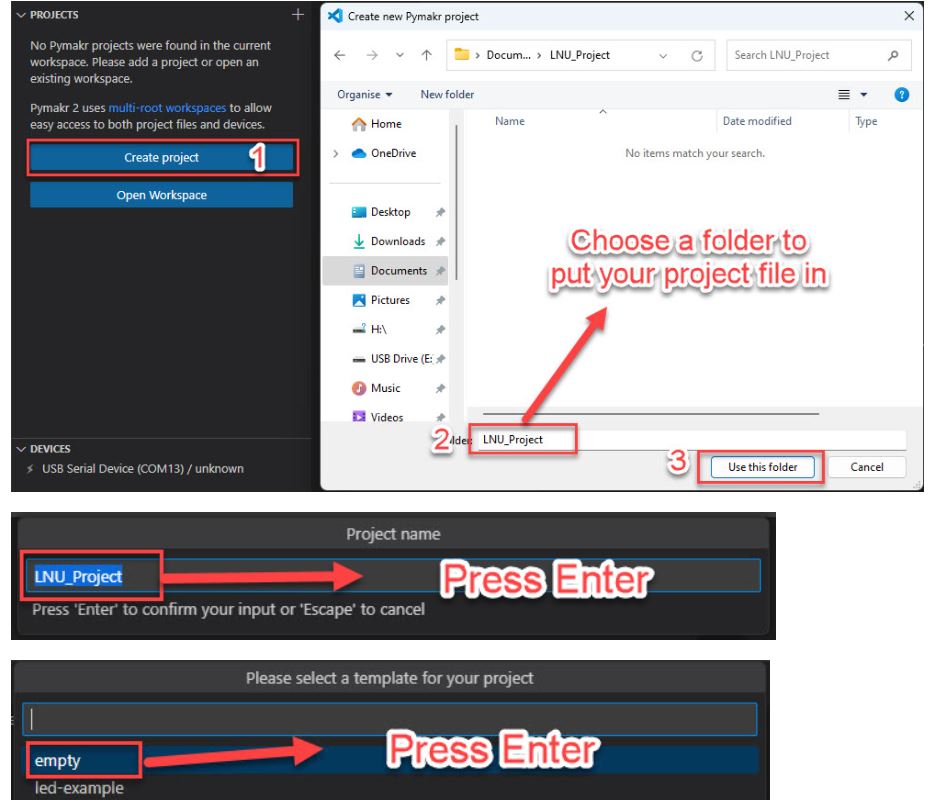 PROJECTS
No Pymakr projects were found in the current
workspace. Please add a project or open an
existing workspace.
Pymakr 2 uses multi-root workspaces to allow
easy access to both project files and devices.
Create project
1
Open Workspace
DEVICES
USB Serial Device (COM13) / unknown
Create new Pymakr project
Docum... > LNU_Project
Search LNU_Project
Organise
New folder
Home
OneDrive
Desktop
Downloads
Documents
Pictures
H:\
USB Drive (E:
Music
Videos
Name
Date modified
Type
No items match your search.
Choose a folder to
put your project file in
2
lder:
LNU_Project
3
Use this folder
Cancel
Project name
LNU_Project
Press Enter
Press 'Enter' to confirm your input or 'Escape' to cancel
Please select a template for your project
empty
Press Enter
led-example